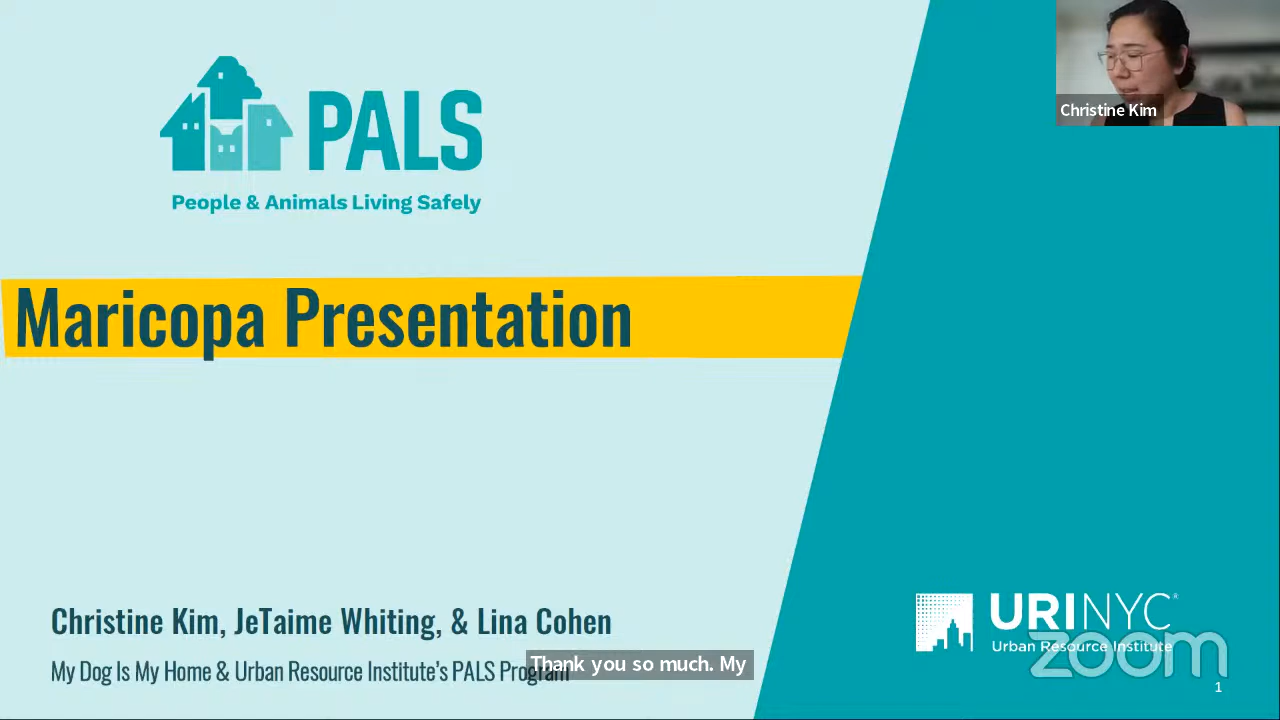 PALS
People & Animals Living Safely
Christine Kim
Maricopa Presentation
Christine Kim, JeTaime Whiting, & Lina Cohen
My Dog Is My Home & Urban Resource Institute's PALS Program
Thank you so much. My
URINYC®
Urban Resource Institute
zoom
1